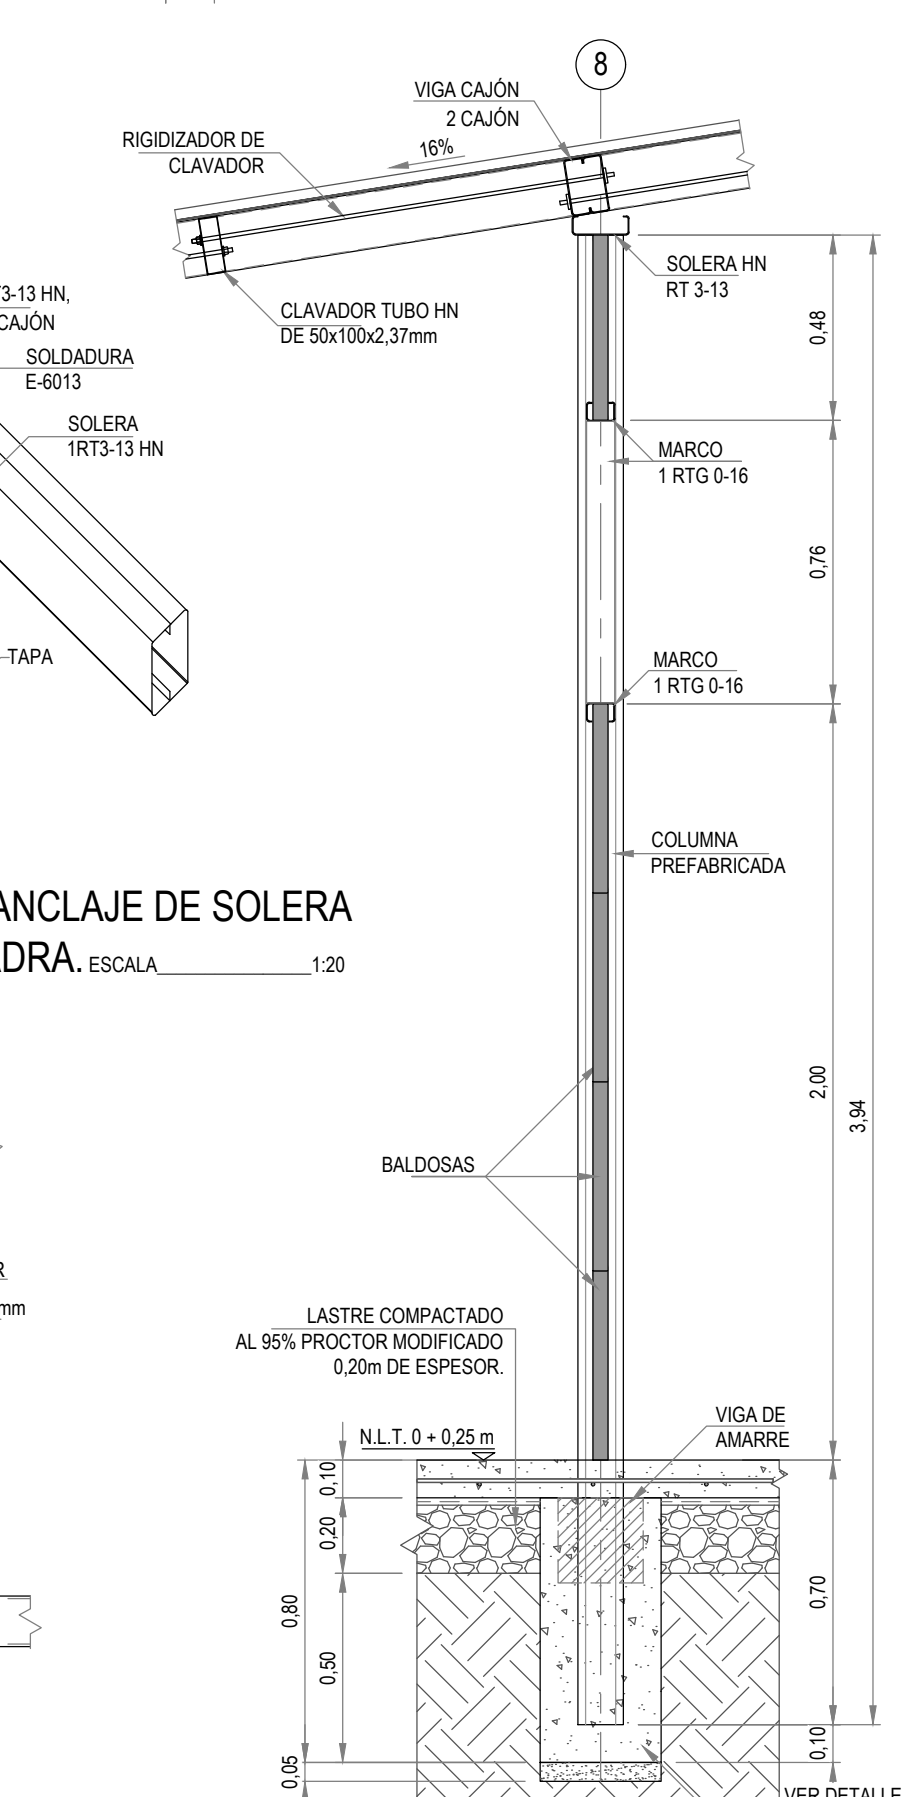 8
VIGA CAJÓN
2 CAJÓN
RIGIDIZADOR DE
CLAVADOR
16%
SOLERA HN
RT 3-13
CLAVADOR TUBO HN
DE 50x100x2,37mm
0,48
3-13 HN,
CAJÓN
SOLDADURA
E-6013
SOLERA
1RT3-13 HN
MARCO
1 RTG 0-16
0,76
TAPA
MARCO
1 RTG 0-16
COLUMNA
PREFABRICADA
ANCLAJE DE SOLERA
DRA. ESCALA 1:20
2,00
3,94
BALDOSAS
R
mm
LASTRE COMPACTADO
AL 95% PROCTOR MODIFICADO
0,20m DE ESPESOR.
VIGA DE
AMARRE
N.L.T. 0 + 0,25 m
0,10
0,20
0,80
0,50
0,70
0,05
0,10
VER DETALLE